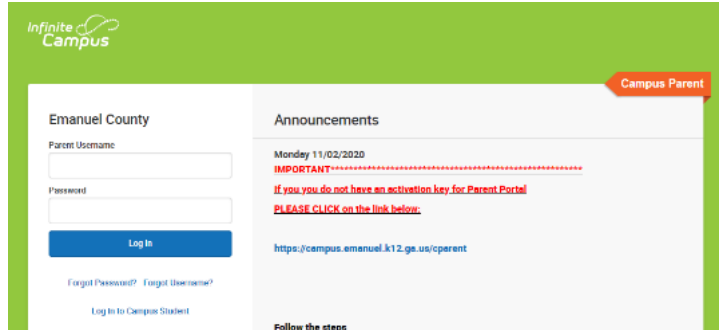 Infinite
Campus
Campus Parent
Emanuel County
Parent Username
Password
Log In
Forgot Password? Forgot Username?
Log In to Campus Student
Announcements
Monday 11/02/2020
IMPORTANT********************************************************
If you you do not have an activation key for Parent Portal
PLEASE CLICK on the link below:
https://campus.emanuel.k12.ga.us/cparent
Follow the steps